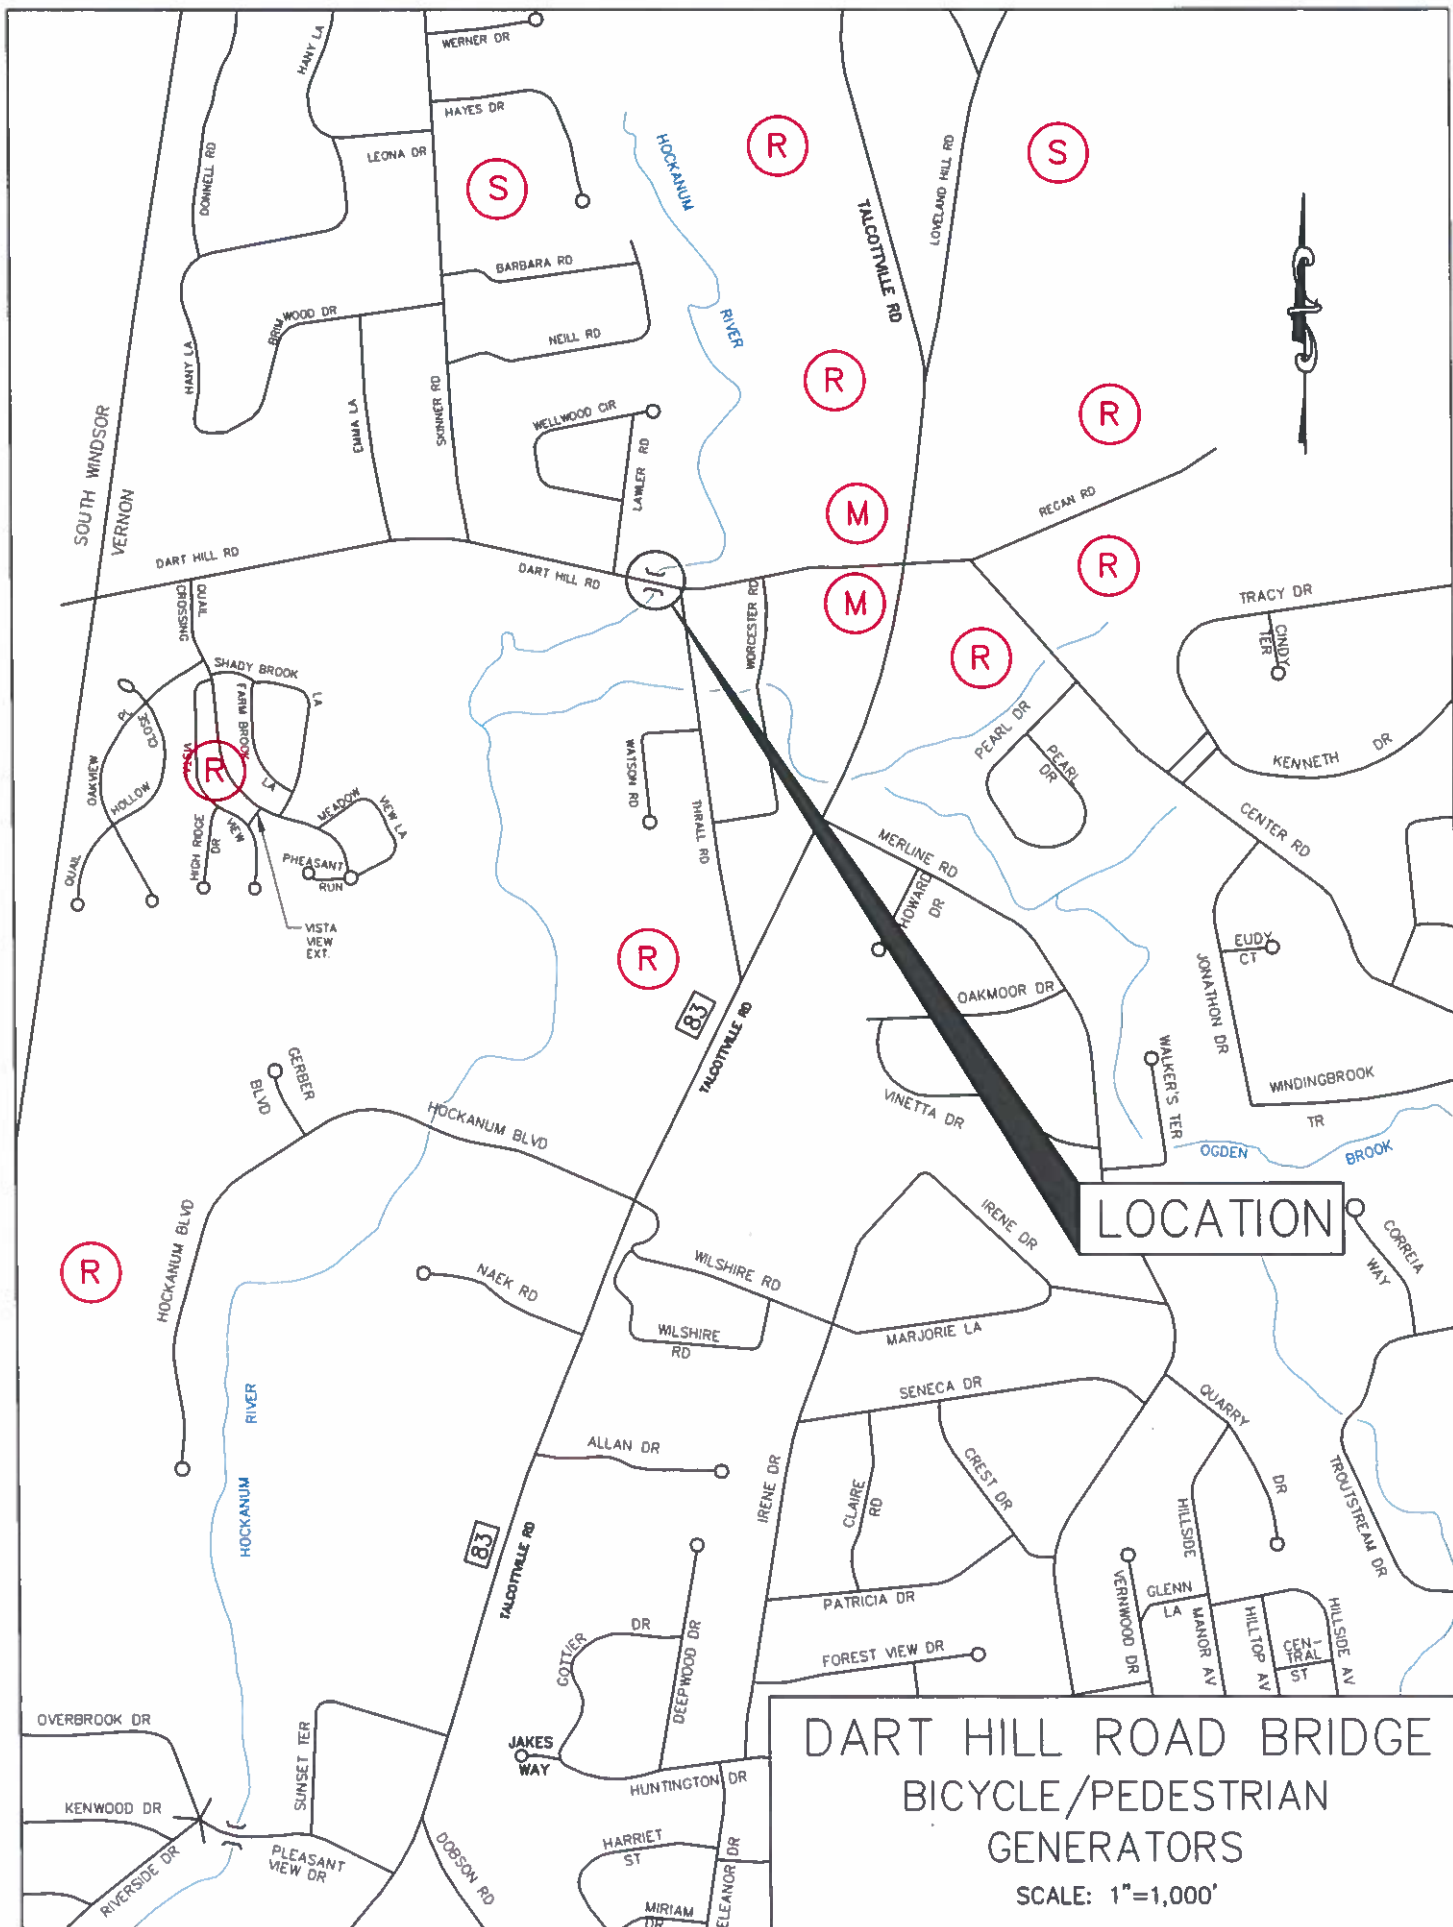 WERNER DR
HANY LA
HAYES DR
LEONA DR
DONNELL RD
S
HOCKANUM
RIVER
R
TALCOTTVILLE RD
LOVELAND HILL RD
S
BARBARA RD
BRIM
WOOD DR
NEILL RD
HANY LA
EMMA LA
SKINNER RD
WELLWOOD CIR
LAWLER RD
R
R
SOUTH WINDSOR
VERNON
M
REGAN RD
DART HILL RD
DART HILL RD
QUAIL
CROSSING
WORCESTER RD
M
R
TRACY DR
CINDY
TER
R
SHADY BROOK
LA
FARM BROOK
LA
PL
CLOSE
VISTA
R
OAKVIEW
HOLLOW
QUAIL
HIGH RIDGE
DR
VIEW
MEADOW
VIEW LA
PHEASANT
RUN
VISTA
VIEW
EXT.
WATSON RD
THRALL RD
PEARL DR
PEARL
DR
KENNETH
DR
CENTER RD
MERLINE RD
HOWARD
DR
EUDY
CT
JONATHON DR
R
83
TALCOTTVILLE RD
OAKMOOR DR
VINETTA DR
WALKER'S TER
WINDINGBROOK
TR
OGDEN
BROOK
GERBER
BLVD
HOCKANUM BLVD
HOCKANUM BLVD
R
LOCATION
CORREIA
WAY
IRENE DR
NAEK RD
WILSHIRE RD
WILSHIRE
RD
MARJORIE LA
SENECA DR
QUARRY
DR
HOCKANUM
RIVER
ALLAN DR
IRENE DR
CLAIRE
RD
CREST DR
HILLSIDE
TROUTSTREAM DR
83
TALCOTTVILLE RD
PATRICIA DR
VERNWOOD DR
GLENN
LA
MANOR AV
HILLTOP AV
CEN-
TRAL
ST
HILLSIDE AV
GOTTIER
DR
DEEPWOOD DR
FOREST VIEW DR
OVERBROOK DR
SUNSET TER
JAKES
WAY
HUNTINGTON DR
KENWOOD DR
RIVERSIDE DR
PLEASANT
VIEW DR
DOBSON RD
HARRIET
ST
MIRIAM
DR
ELEANOR DR
DART HILL ROAD BRIDGE
BICYCLE/PEDESTRIAN
GENERATORS
SCALE: 1"=1,000'